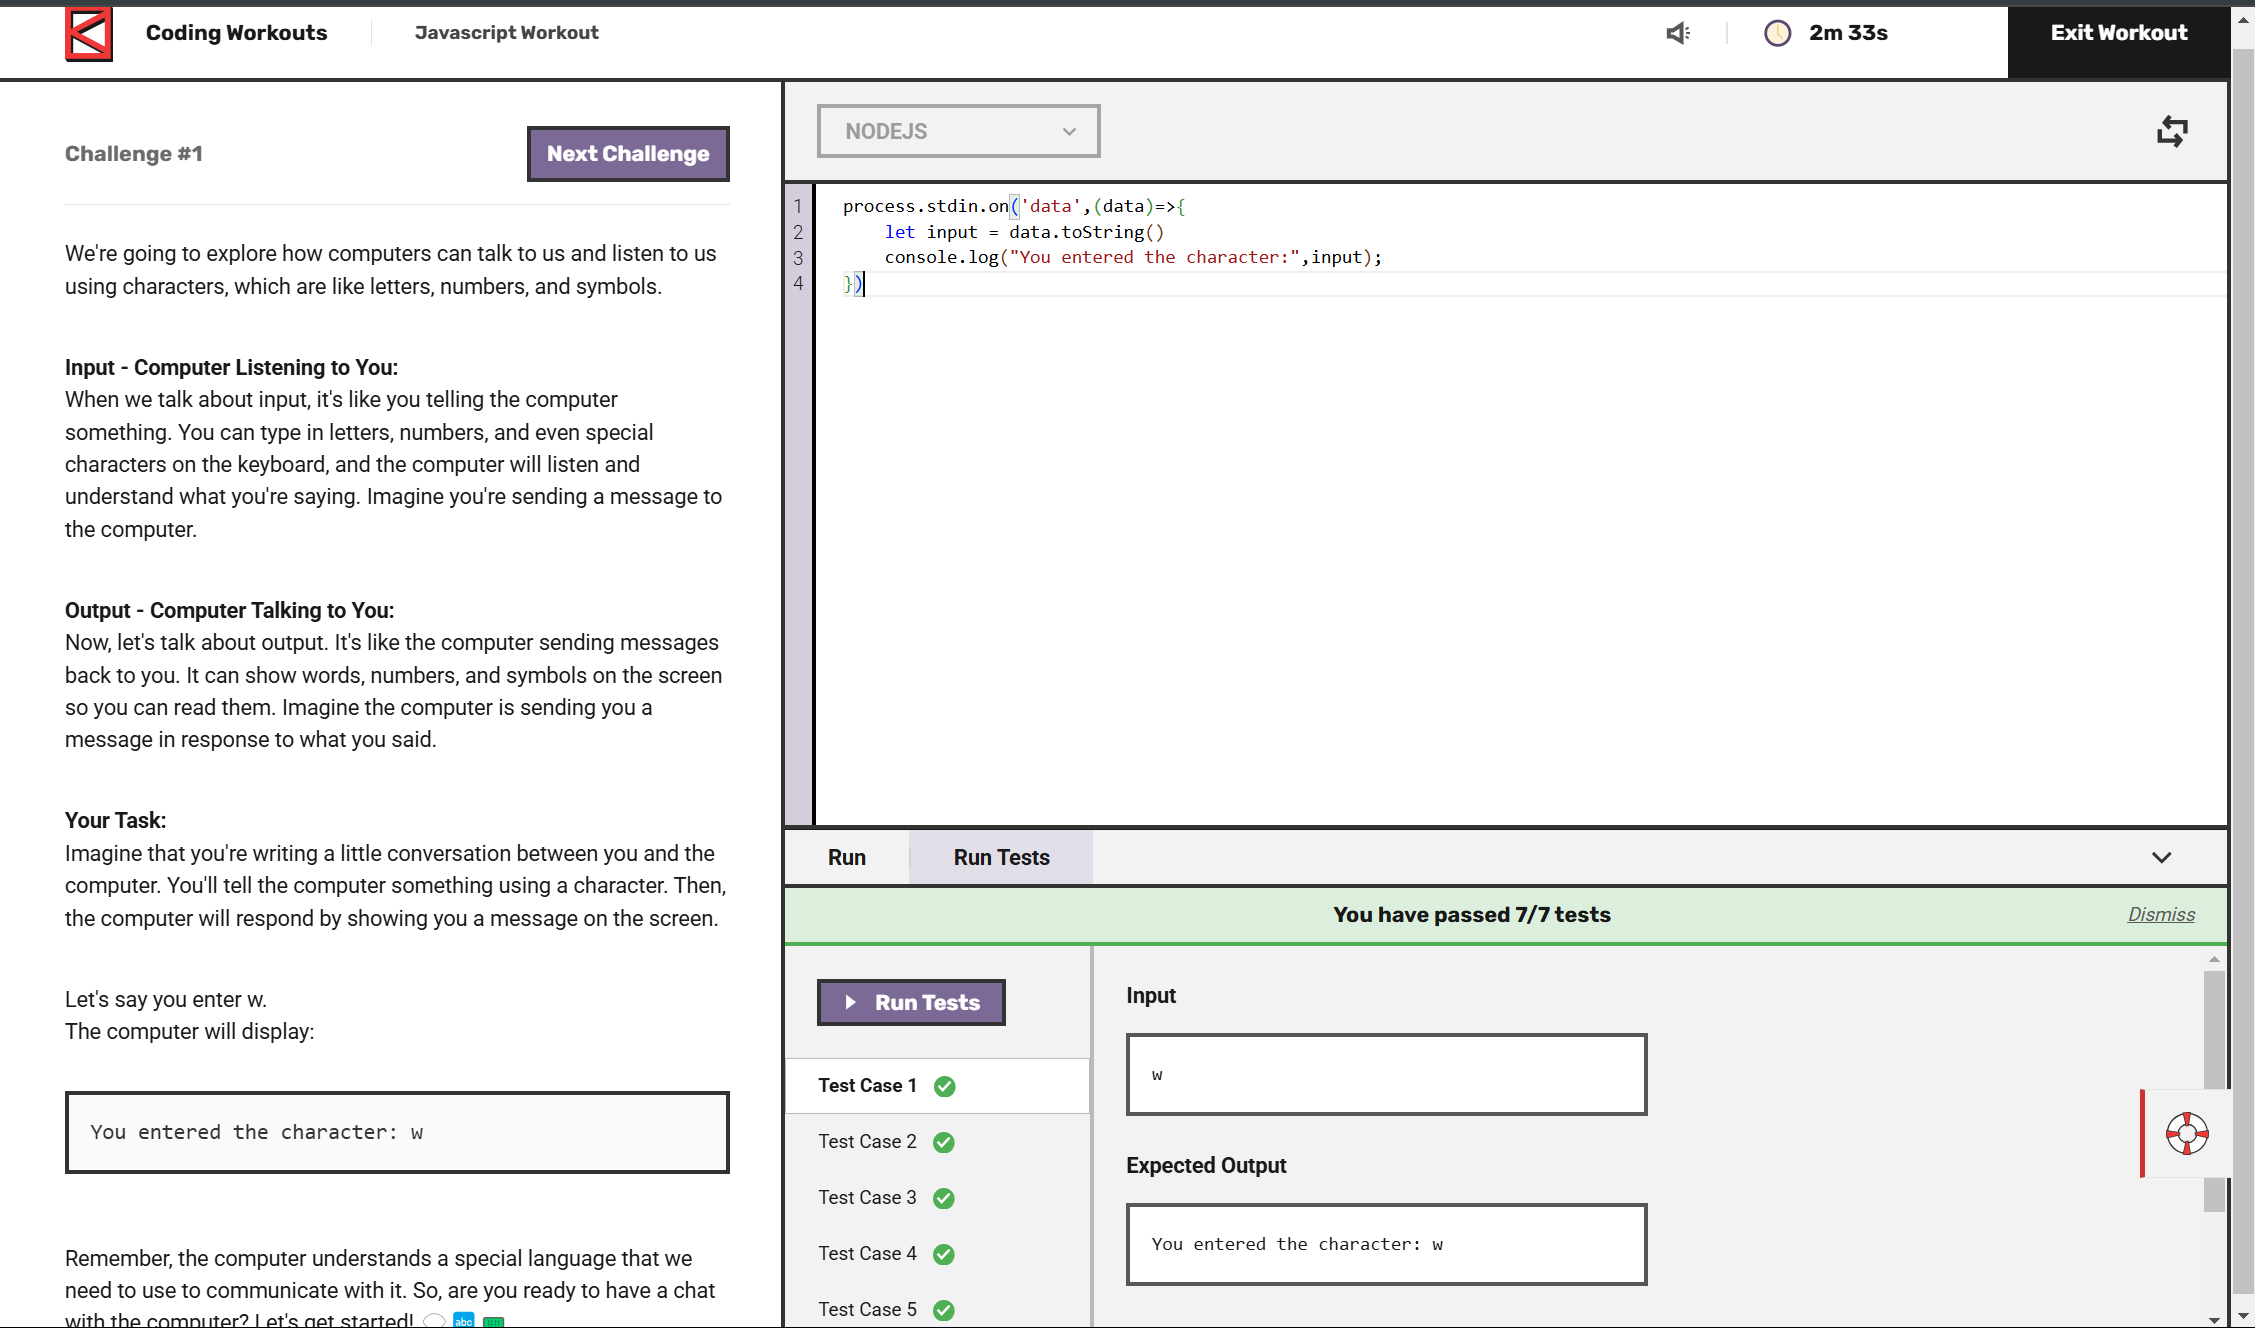 Coding Workouts
Javascript Workout
2m 33s
Exit Workout
Challenge #1
Next Challenge
We're going to explore how computers can talk to us and listen to us
using characters, which are like letters, numbers, and symbols.
Input - Computer Listening to You:
When we talk about input, it's like you telling the computer
something. You can type in letters, numbers, and even special
characters on the keyboard, and the computer will listen and
understand what you're saying. Imagine you're sending a message to
the computer.
Output - Computer Talking to You:
Now, let's talk about output. It's like the computer sending messages
back to you. It can show words, numbers, and symbols on the screen
so you can read them. Imagine the computer is sending you a
message in response to what you said.
Your Task:
Imagine that you're writing a little conversation between you and the
computer. You'll tell the computer something using a character. Then,
the computer will respond by showing you a message on the screen.
Let's say you enter w.
The computer will display:
You entered the character: w
Remember, the computer understands a special language that we
need to use to communicate with it. So, are you ready to have a chat
with the computer? Let's get started! abc
NODEJS
1 process.stdin.on('data',(data)=>{
2     let input = data.toString()
3     console.log("You entered the character:",input);
4 })
Run
Run Tests
You have passed 7/7 tests
Dismiss
Run Tests
Test Case 1
Test Case 2
Test Case 3
Test Case 4
Test Case 5
Input
w
Expected Output
You entered the character: w